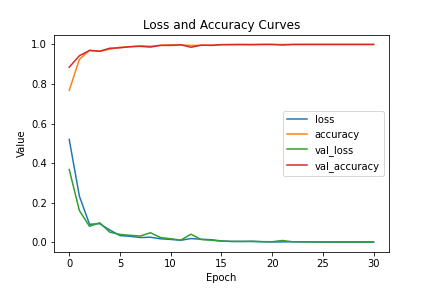 Loss and Accuracy Curves
1.0
0.8
0.6
0.4
0.2
0.0
Value
loss
accuracy
val_loss
val_accuracy
0 5 10 15 20 25 30
Epoch